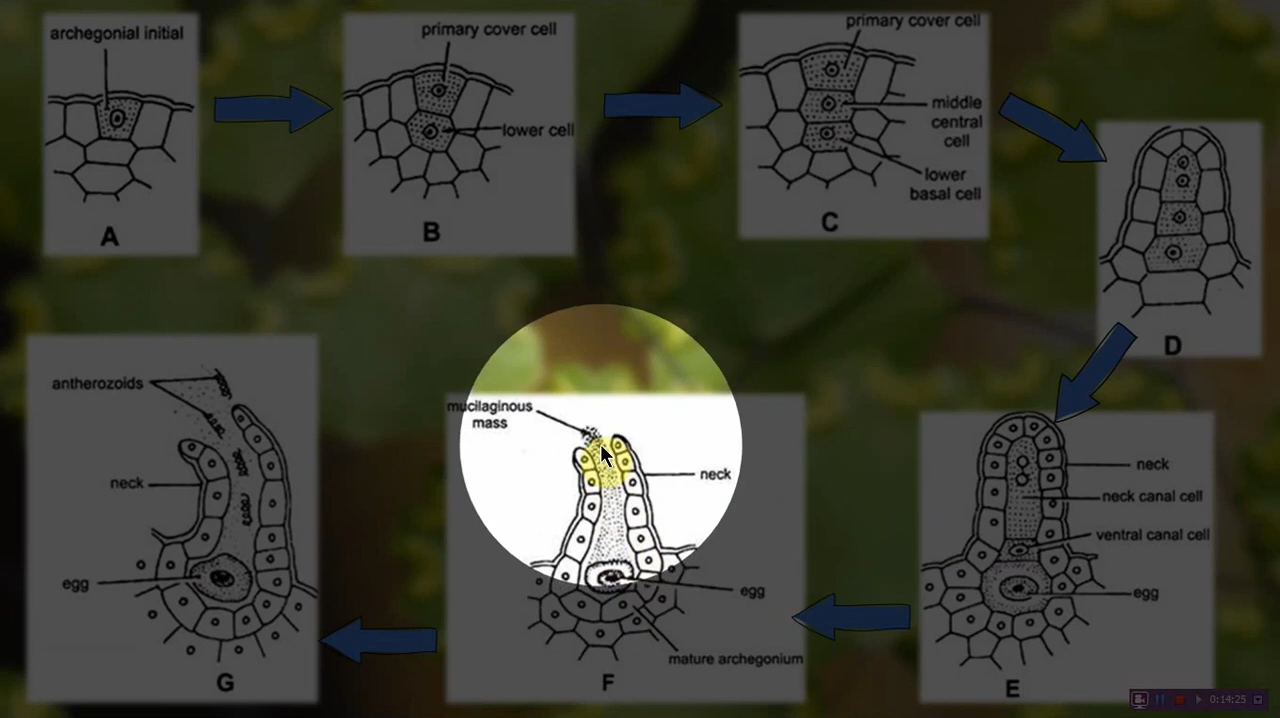 archegonial initial
A
primary cover cell
lower cell
B
primary cover cell
middle
central
cell
lower
basal cell
C
D
neck
neck canal cell
ventral canal cell
egg
E
mucilaginous
mass
neck
egg
mature archegonium
F
antherozoids
neck
egg
G
0:14:25